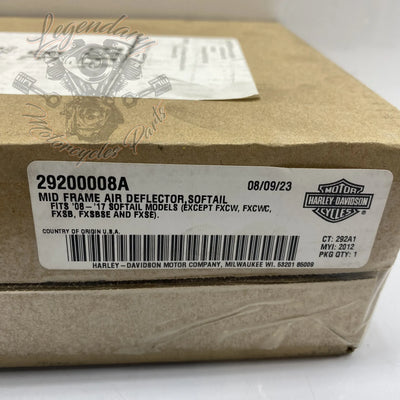 Legendary
Motorcycles Parts
29200008A
08/09/23
MID FRAME AIR DEFLECTOR,SOFTAIL
FITS '08-'17 SOFTAIL MODELS (EXCEPT FXCW, FXCWC,
FXSB, FXSBSE AND FXSE).
MOTOR
HARLEY-DAVIDSON
CYCLES
COUNTRY OF ORIGIN U.S.A.
CT: 292A1
MYI: 2012
PKG QTY: 1
HARLEY-DAVIDSON MOTOR COMPANY, MILWAUKEE WI. 53201 65009